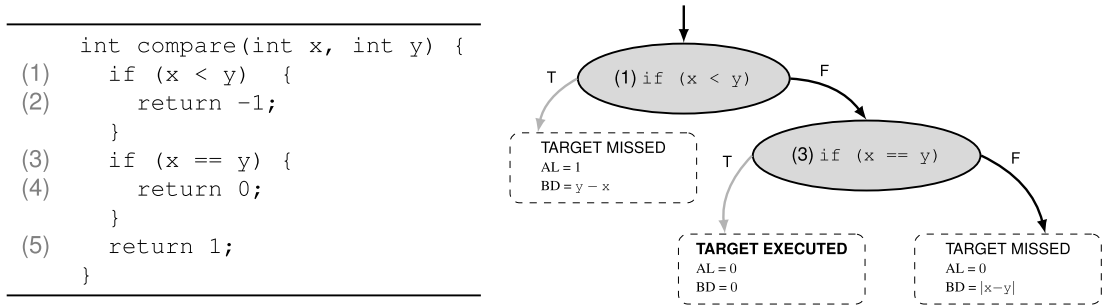 int compare(int x, int y) {
(1) if (x < y) {
(2) return -1;
}
(3) if (x == y) {
(4) return 0;
}
(5) return 1;
}
(1) if (x < y)
T
F
TARGET MISSED
AL = 1
BD = y - x
(3) if (x == y)
T
F
TARGET EXECUTED
AL = 0
BD = 0
TARGET MISSED
AL = 0
BD = |x-y|